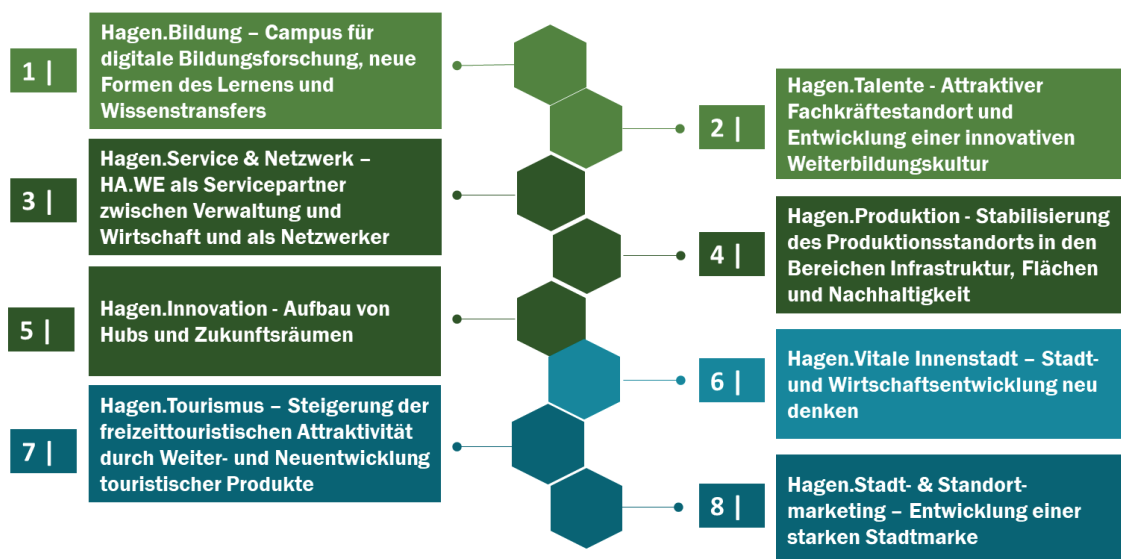 1 |
Hagen.Bildung – Campus für
digitale Bildungsforschung, neue
Formen des Lernens und
Wissenstransfers
2 |
Hagen.Talente - Attraktiver
Fachkräftestandort und
Entwicklung einer innovativen
Weiterbildungskultur
3 |
Hagen.Service & Netzwerk –
HA.WE als Servicepartner
zwischen Verwaltung und
Wirtschaft und als Netzwerker
4 |
Hagen.Produktion - Stabilisierung
des Produktionsstandorts in den
Bereichen Infrastruktur, Flächen
und Nachhaltigkeit
5 |
Hagen.Innovation - Aufbau von
Hubs und Zukunftsräumen
6 |
Hagen.Vitale Innenstadt – Stadt-
und Wirtschaftsentwicklung neu
denken
7 |
Hagen.Tourismus – Steigerung der
freizeittouristischen Attraktivität
durch Weiter- und Neuentwicklung
touristischer Produkte
8 |
Hagen.Stadt- & Standort-
marketing – Entwicklung einer
starken Stadtmarke